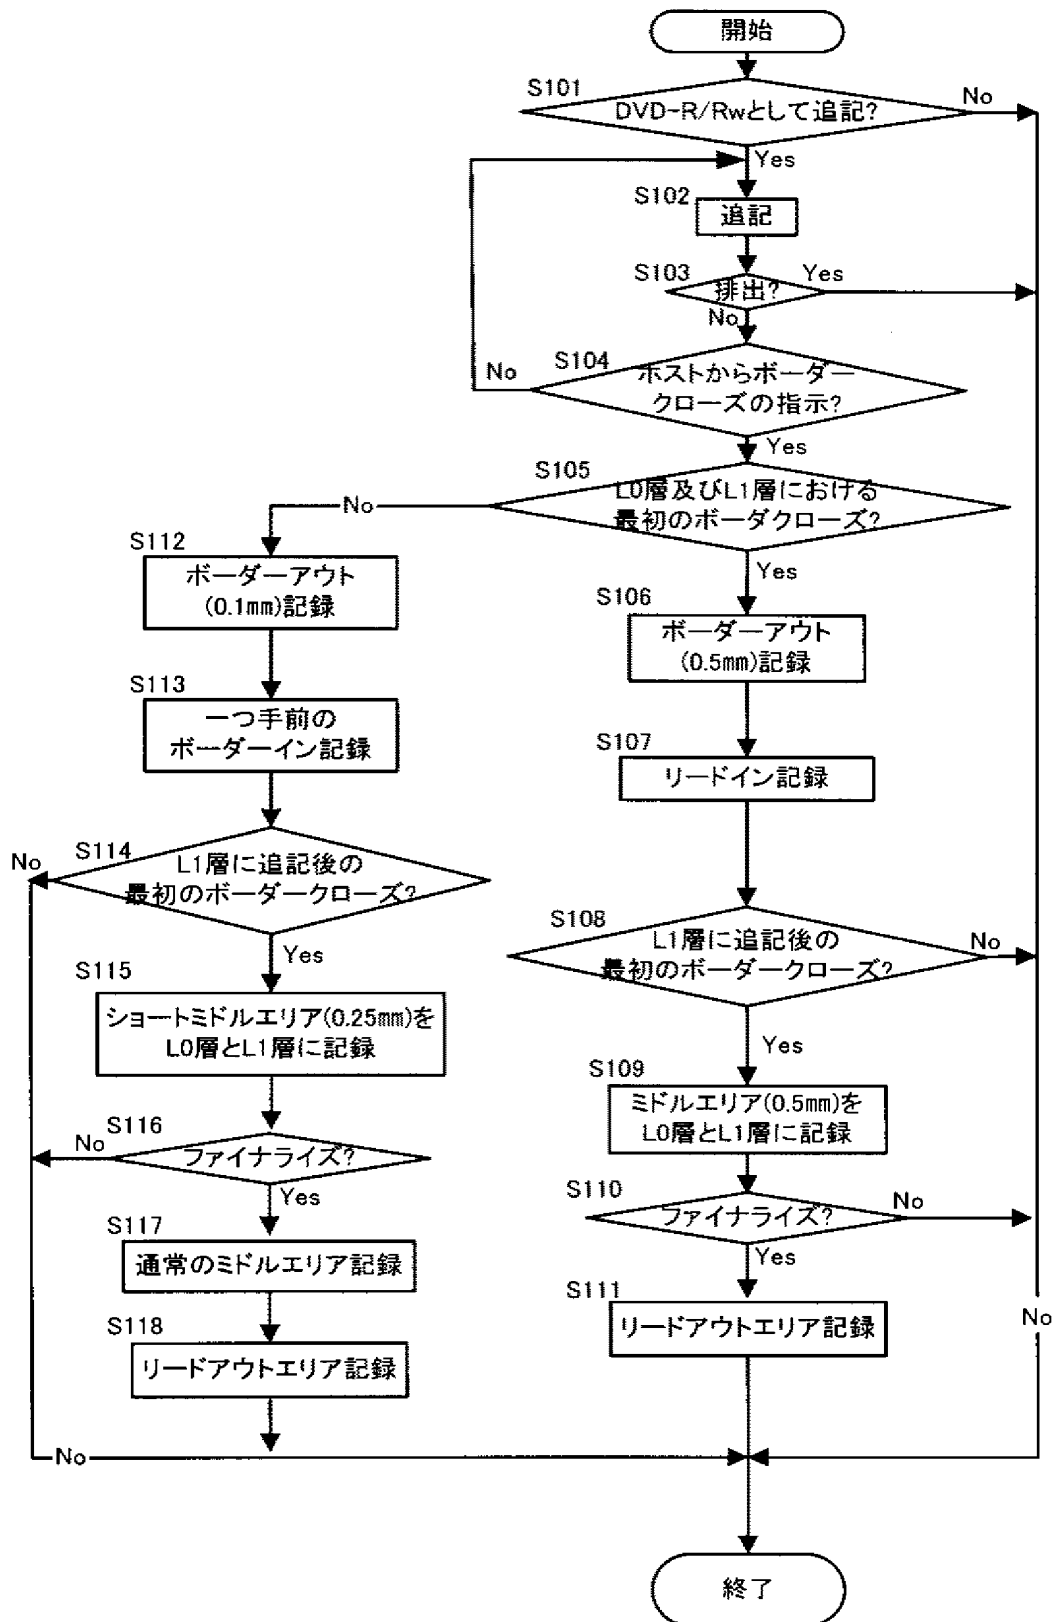 開始
S101
DVD-R/Rwとして追記?
No
Yes
S102
追記
S103
排出?
Yes
No
S104
ホストからボーダー
クローズの指示?
No
Yes
S105
L0層及びL1層における
最初のボーダクローズ?
No
Yes
S112
ボーダーアウト
(0.1㎜)記録
S106
ボーダーアウト
(0.5㎜)記録
S113
一つ手前の
ボーダーイン記録
S107
リードイン記録
S114
L1層に追記後の
最初のボーダークローズ?
No
Yes
S108
L1層に追記後の
最初のボーダークローズ?
No
Yes
S115
ショートミドルエリア(0.25㎜)を
L0層とL1層に記録
S109
ミドルエリア(0.5㎜)を
L0層とL1層に記録
S116
ファイナライズ?
No
Yes
S110
ファイナライズ?
No
Yes
S117
通常のミドルエリア記録
S111
リードアウトエリア記録
S118
リードアウトエリア記録
No
No
終了